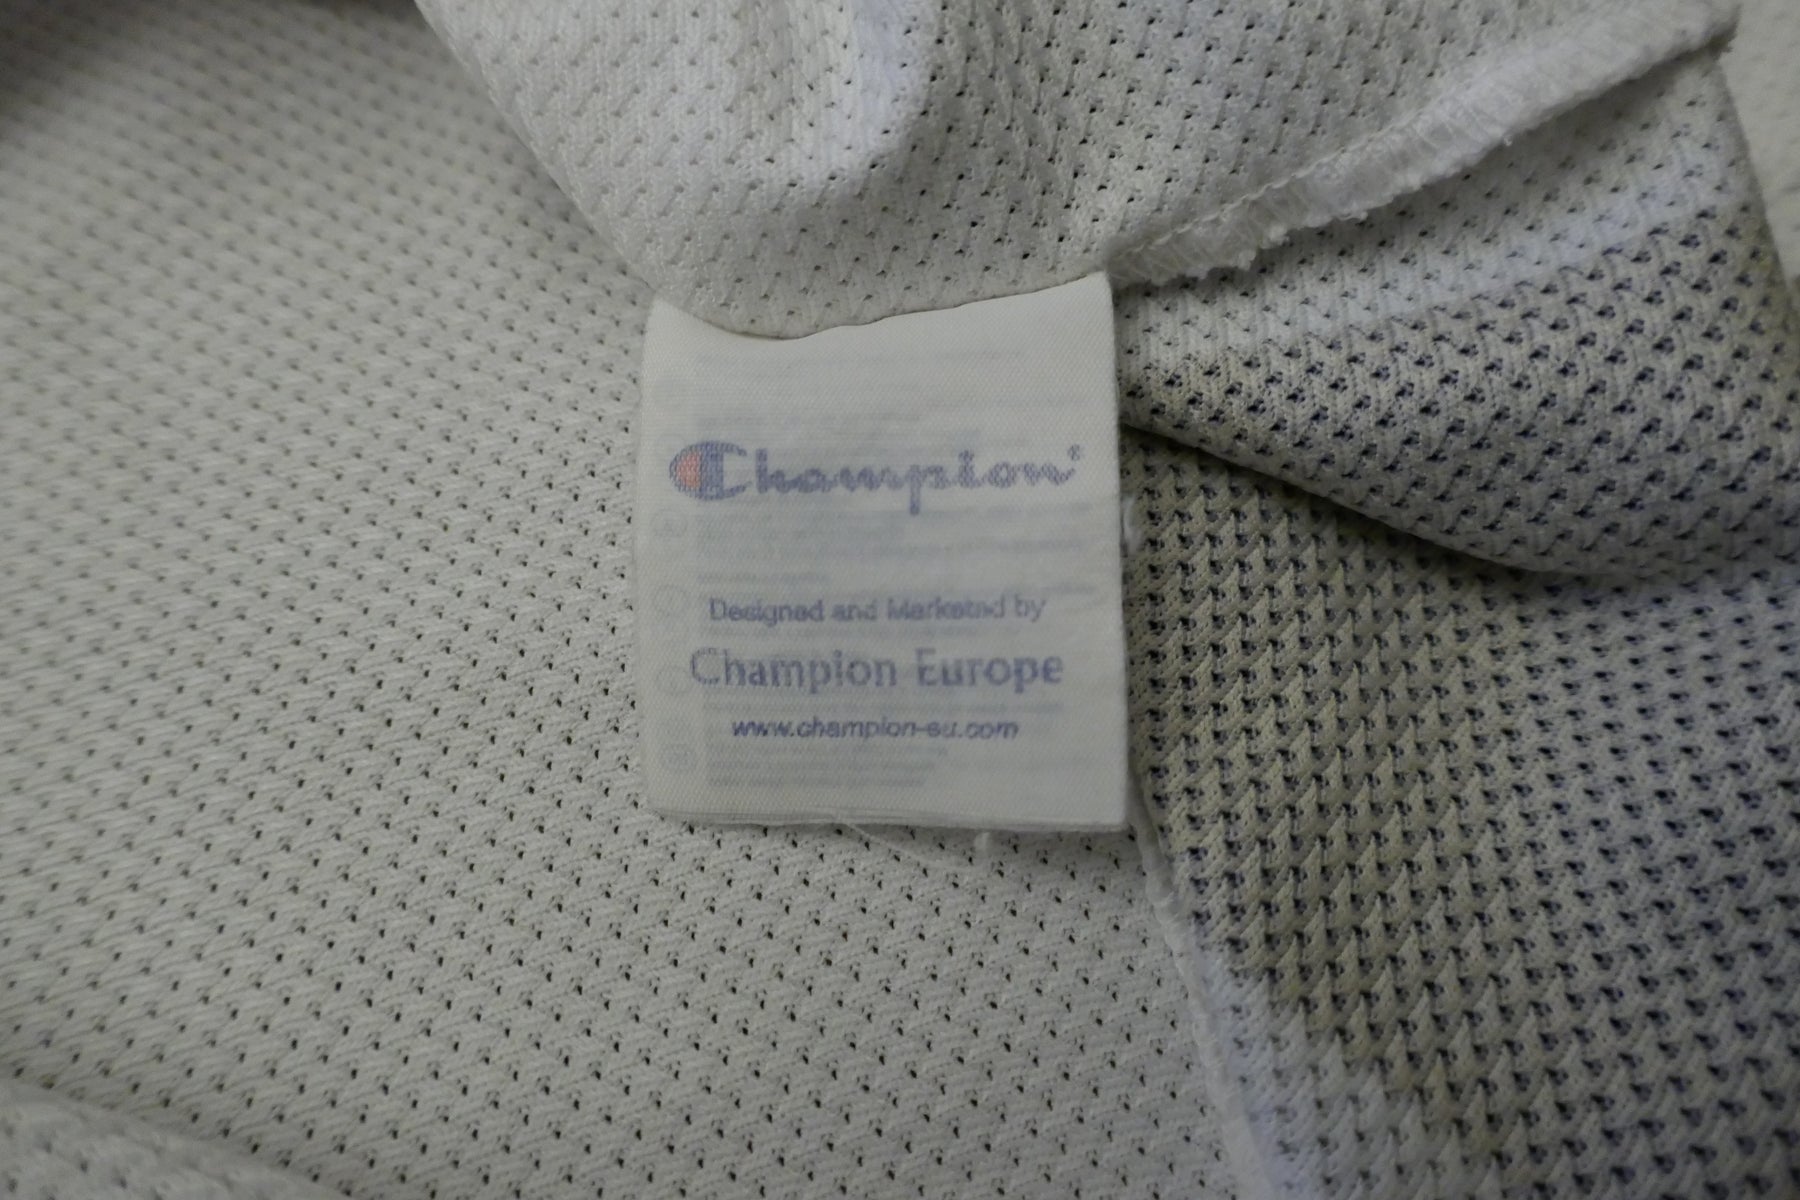 Champion
Designed and Marketed by
Champion Europe
www.champion-eu.com